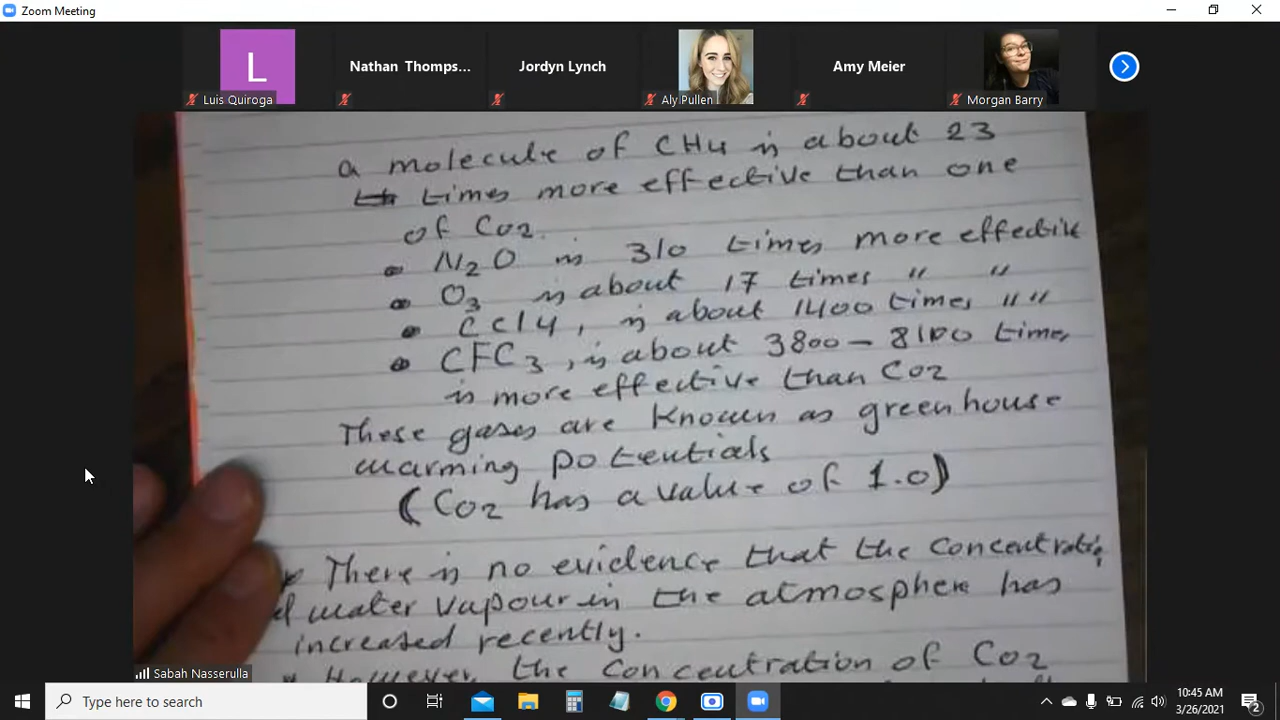 Zoom Meeting
L
Luis Quiroga
Nathan Thomps...
Jordyn Lynch
Aly Pullen
Amy Meier
Morgan Barry
a molecule of CH4 is about 23
times more effective than one
of CO2.
N2O is 310 times more effective
O3 is about 17 times " "
CCl4, is about 1400 times " "
CFC3, is about 3800 - 8100 times
is more effective than CO2
These gases are known as greenhouse
warming potentials
(CO2 has a value of 1.0)
There is no evidence that the concentratio
of water vapour in the atmosphere has
increased recently.
However, the concentration of CO2
Sabah Nasserulla
Type here to search
10:45 AM
3/26/2021
2